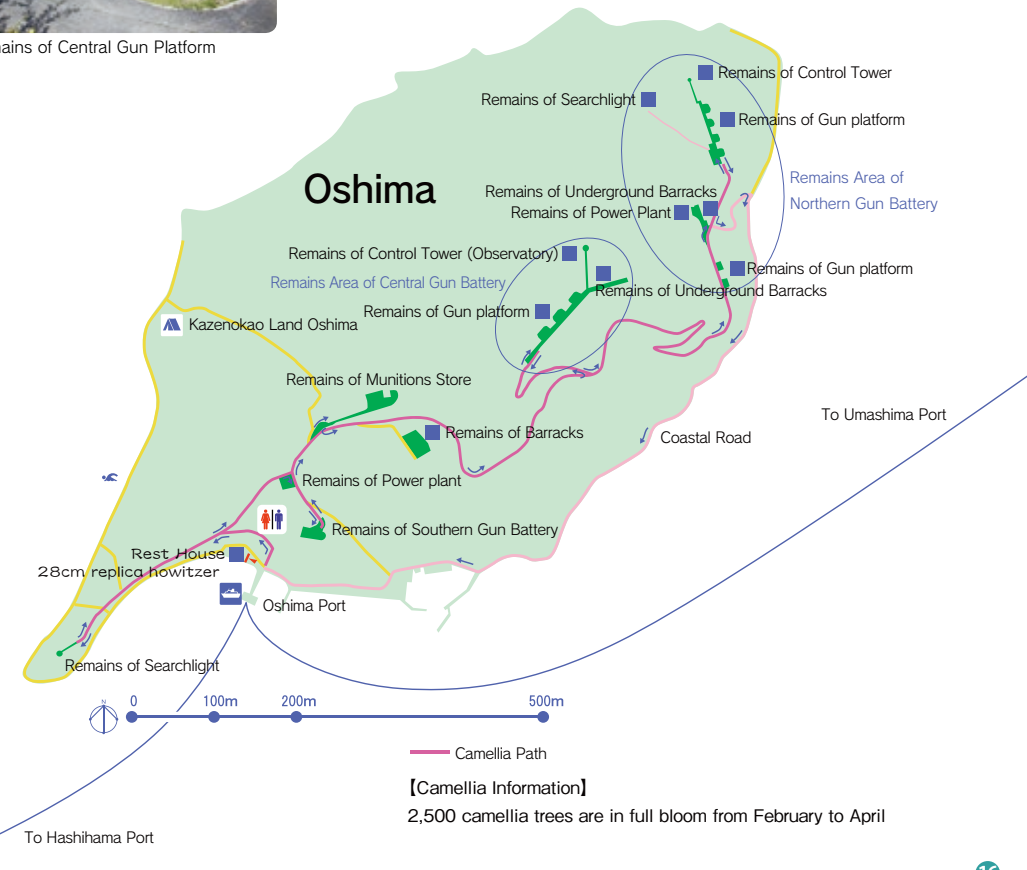 ains of Central Gun Platform
Remains of Control Tower
Remains of Searchlight
Remains of Gun platform
Oshima
Remains Area of
Northern Gun Battery
Remains of Underground Barracks
Remains of Power Plant
Remains of Control Tower (Observatory)
Remains of Gun platform
Remains Area of Central Gun Battery
Remains of Underground Barracks
Remains of Gun platform
Kazenokao Land Oshima
Remains of Munitions Store
To Umashima Port
Remains of Barracks
Coastal Road
Remains of Power plant
Remains of Southern Gun Battery
Rest House
28cm replica howitzer
Oshima Port
Remains of Searchlight
N
0 100m 200m 500m
Camellia Path
【Camellia Information】
2,500 camellia trees are in full bloom from February to April
To Hashihama Port